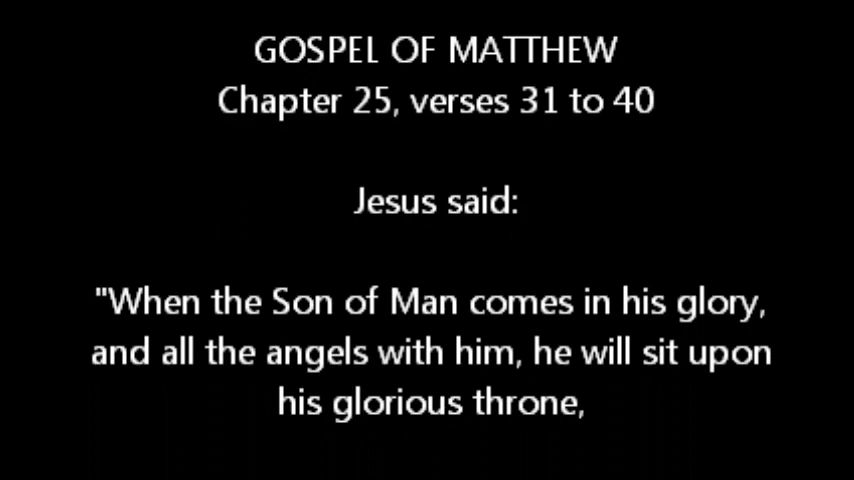 GOSPEL OF MATTHEW
Chapter 25, verses 31 to 40
Jesus said:
"When the Son of Man comes in his glory,
and all the angels with him, he will sit upon
his glorious throne,